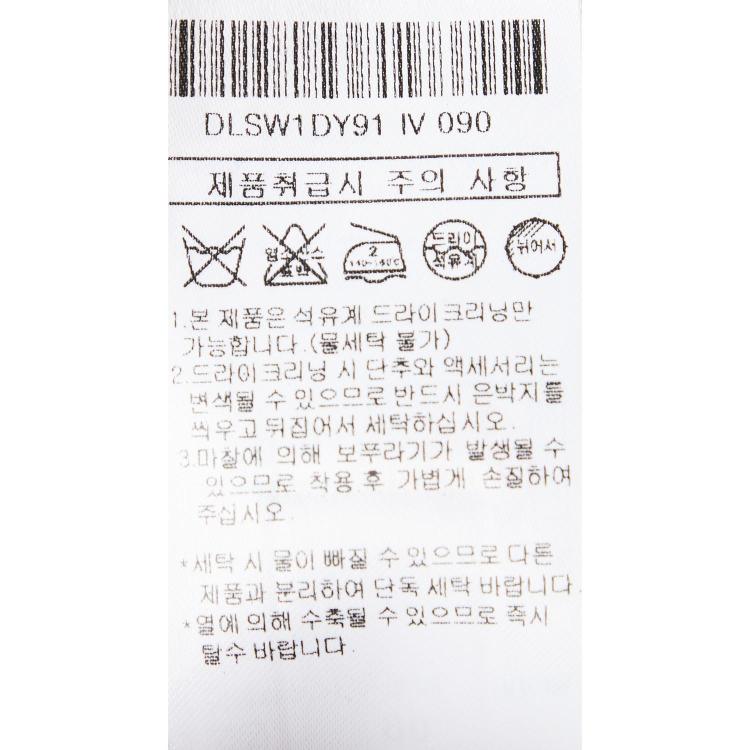 DLSW1DY91 IV 090
제품취급시 주의 사항
염소산소
표백
2
140~160℃
드라이
석유계
뉘어서
1.본 제품은 석유계 드라이크리닝만
가능합니다.(물세탁 불가)
2.드라이크리닝 시 단추와 액세서리는
변색될 수 있으므로 반드시 은박지를
씌우고 뒤집어서 세탁하십시오.
3.마찰에 의해 보푸라기가 발생될 수
있으므로 착용 후 가볍게 손질하여
주십시오.
*세탁 시 물이 빠질 수 있으므로 다른
제품과 분리하여 단독 세탁 바랍니다.
*열에 의해 수축될 수 있으므로 즉시
탈수 바랍니다.